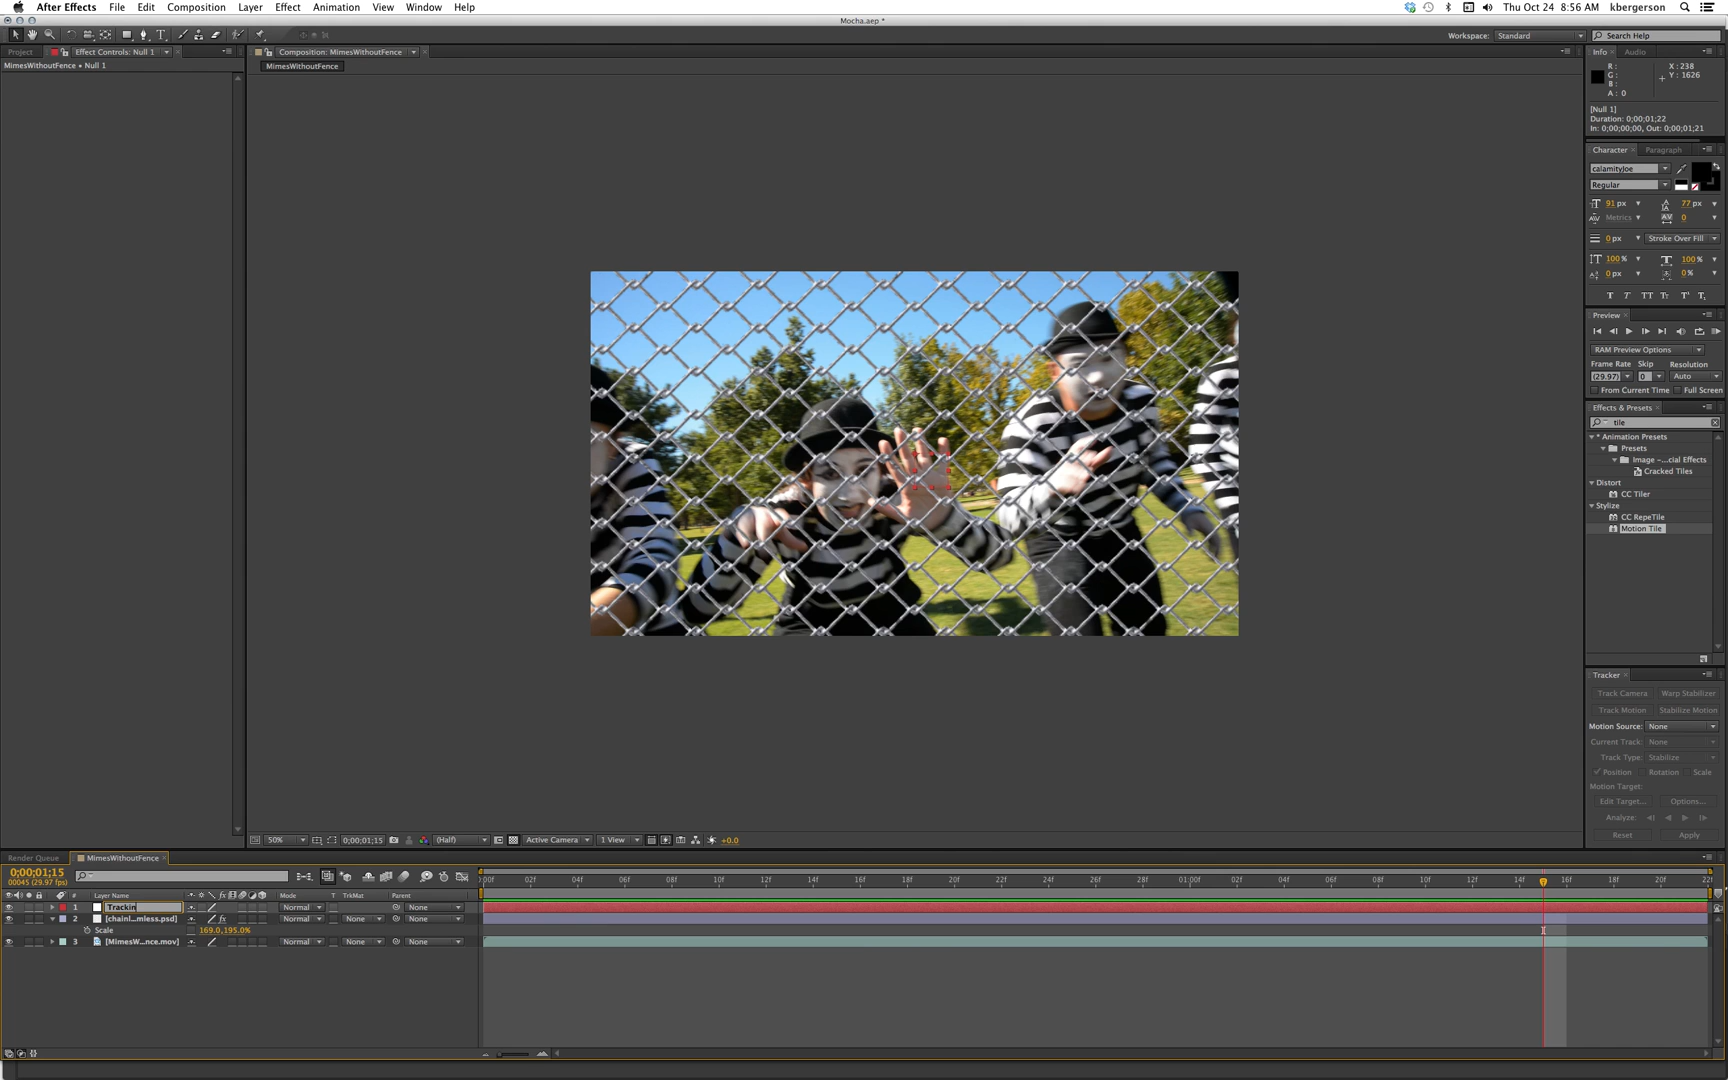 After Effects File Edit Composition Layer Effect Animation View Window Help Thu Oct 24 8:56 AM kbergerson
Mocha.aep *
Workspace: Standard Search Help
Project Effect Controls: Null 1 Composition: MimesWithoutFence Info Audio
MimesWithoutFence • Null 1
MimesWithoutFence
R :
G :
B :
A : 0
X : 238
Y : 1626
[Null 1]
Duration: 0;00;01;22
In: 0;00;00;00, Out: 0;00;01;21
Character Paragraph
calamityJoe
Regular
91 px 77 px
Metrics 0
0 px Stroke Over Fill
100 % 100 %
0 px 0 %
T T TT Tt T¹ T₁
Preview
RAM Preview Options
Frame Rate Skip Resolution
(29.97) 0 Auto
From Current Time Full Screen
Effects & Presets
tile
* Animation Presets
Presets
Image –...cial Effects
Cracked Tiles
Distort
CC Tiler
Stylize
CC RepeTile
Motion Tile
Tracker
Track Camera Warp Stabilizer
Track Motion Stabilize Motion
Motion Source: None
Current Track: None
Track Type: Stabilize
Position Rotation Scale
Motion Target:
Edit Target... Options...
Analyze:
Reset Apply
50% 0;00;01;15 (Half) Active Camera 1 View +0.0
Render Queue MimesWithoutFence
0;00;01;15
00045 (29.97 fps)
:00f 02f 04f 06f 08f 10f 12f 14f 16f 18f 20f 22f 24f 26f 28f 01:00f 02f 04f 06f 08f 10f 12f 14f 16f 18f 20f 22f
# Layer Name Mode T TrkMat Parent
1 Trackin Normal None
2 [chainl...mless.psd] fx Normal None None
Scale 169.0,195.0%
3 [MimesW...nce.mov] Normal None None